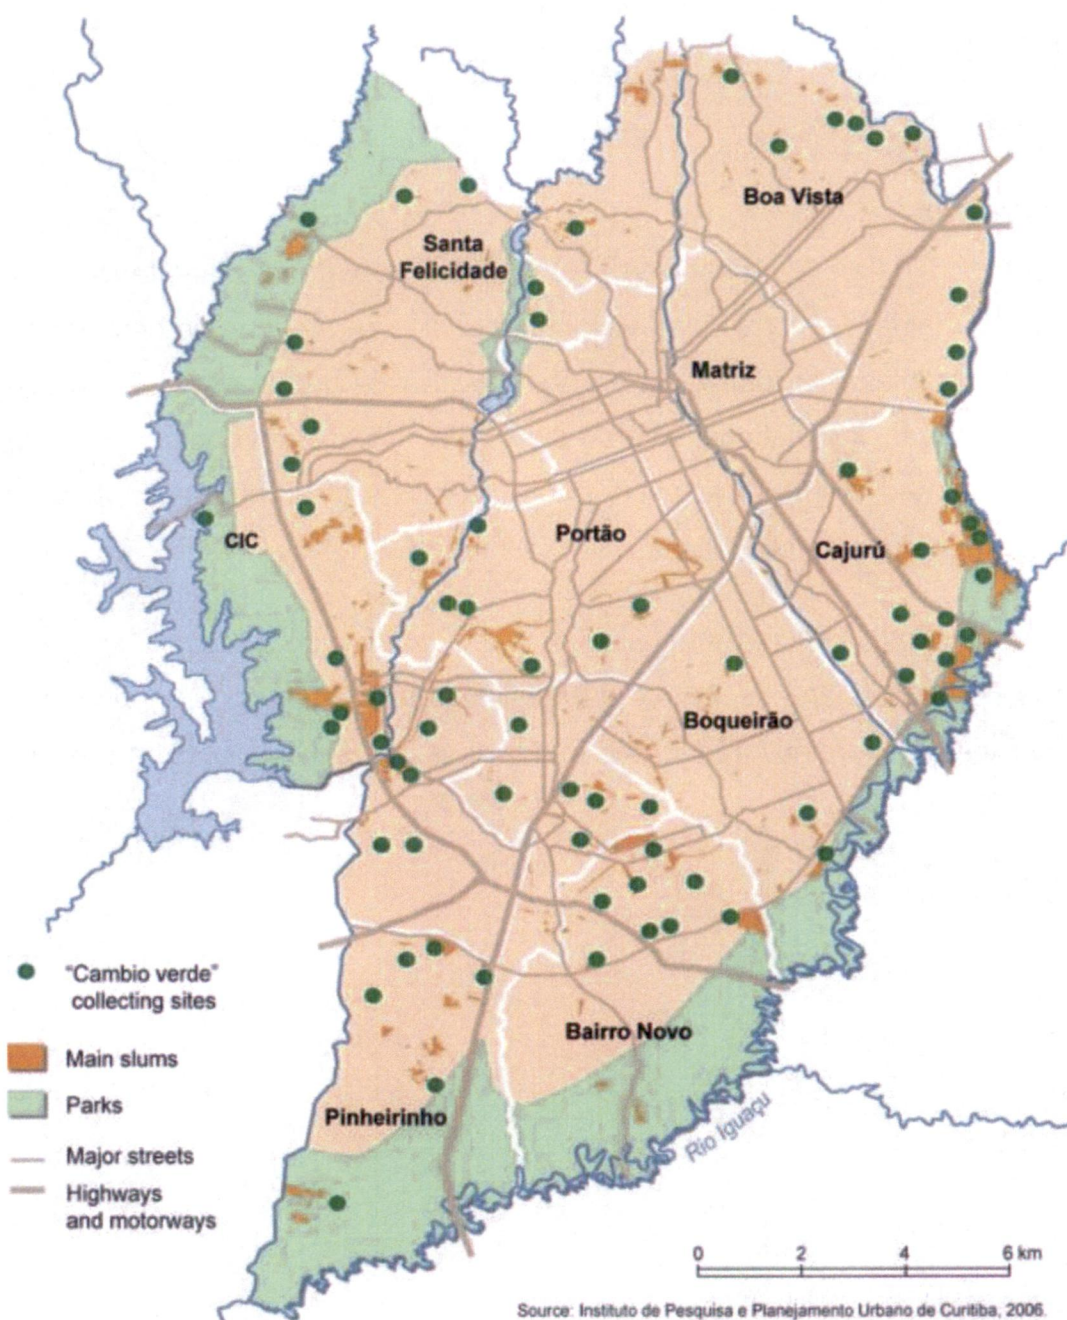 Boa Vista
Santa
Felicidade
Matriz
Portão
CIC
Cajurú
Boqueirão
"Cambio verde"
collecting sites
Main slums
Bairro Novo
Parks
Pinheirinho
Rio Iguaçu
Major streets
Highways
and motorways
0 2 4 6 km
Source: Instituto de Pesquisa e Planejamento Urbano de Curitiba, 2006.